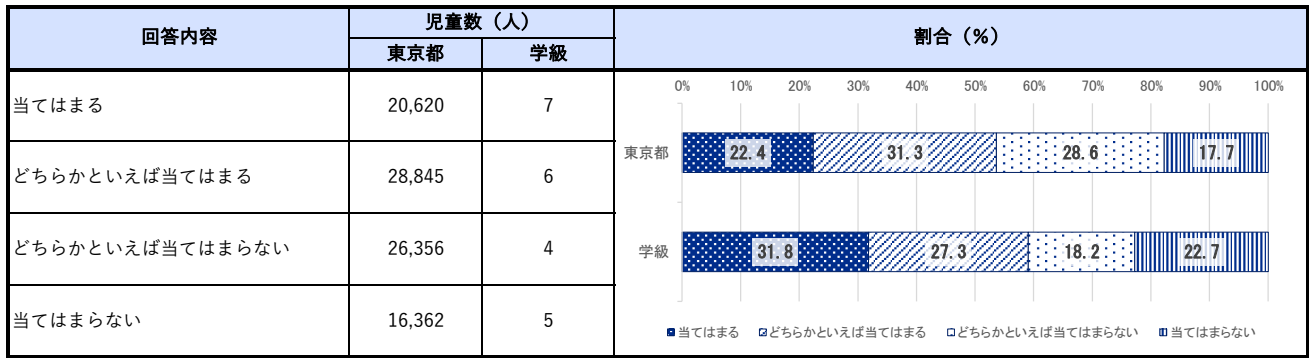 回答内容 児童数（人） 割合（%）
東京都 学級
当てはまる 20,620 7
どちらかといえば当てはまる 28,845 6
どちらかといえば当てはまらない 26,356 4
当てはまらない 16,362 5
0% 10% 20% 30% 40% 50% 60% 70% 80% 90% 100%
東京都 22.4 31.3 28.6 17.7
学級 31.8 27.3 18.2 22.7
当てはまる どちらかといえば当てはまる どちらかといえば当てはまらない 当てはまらない